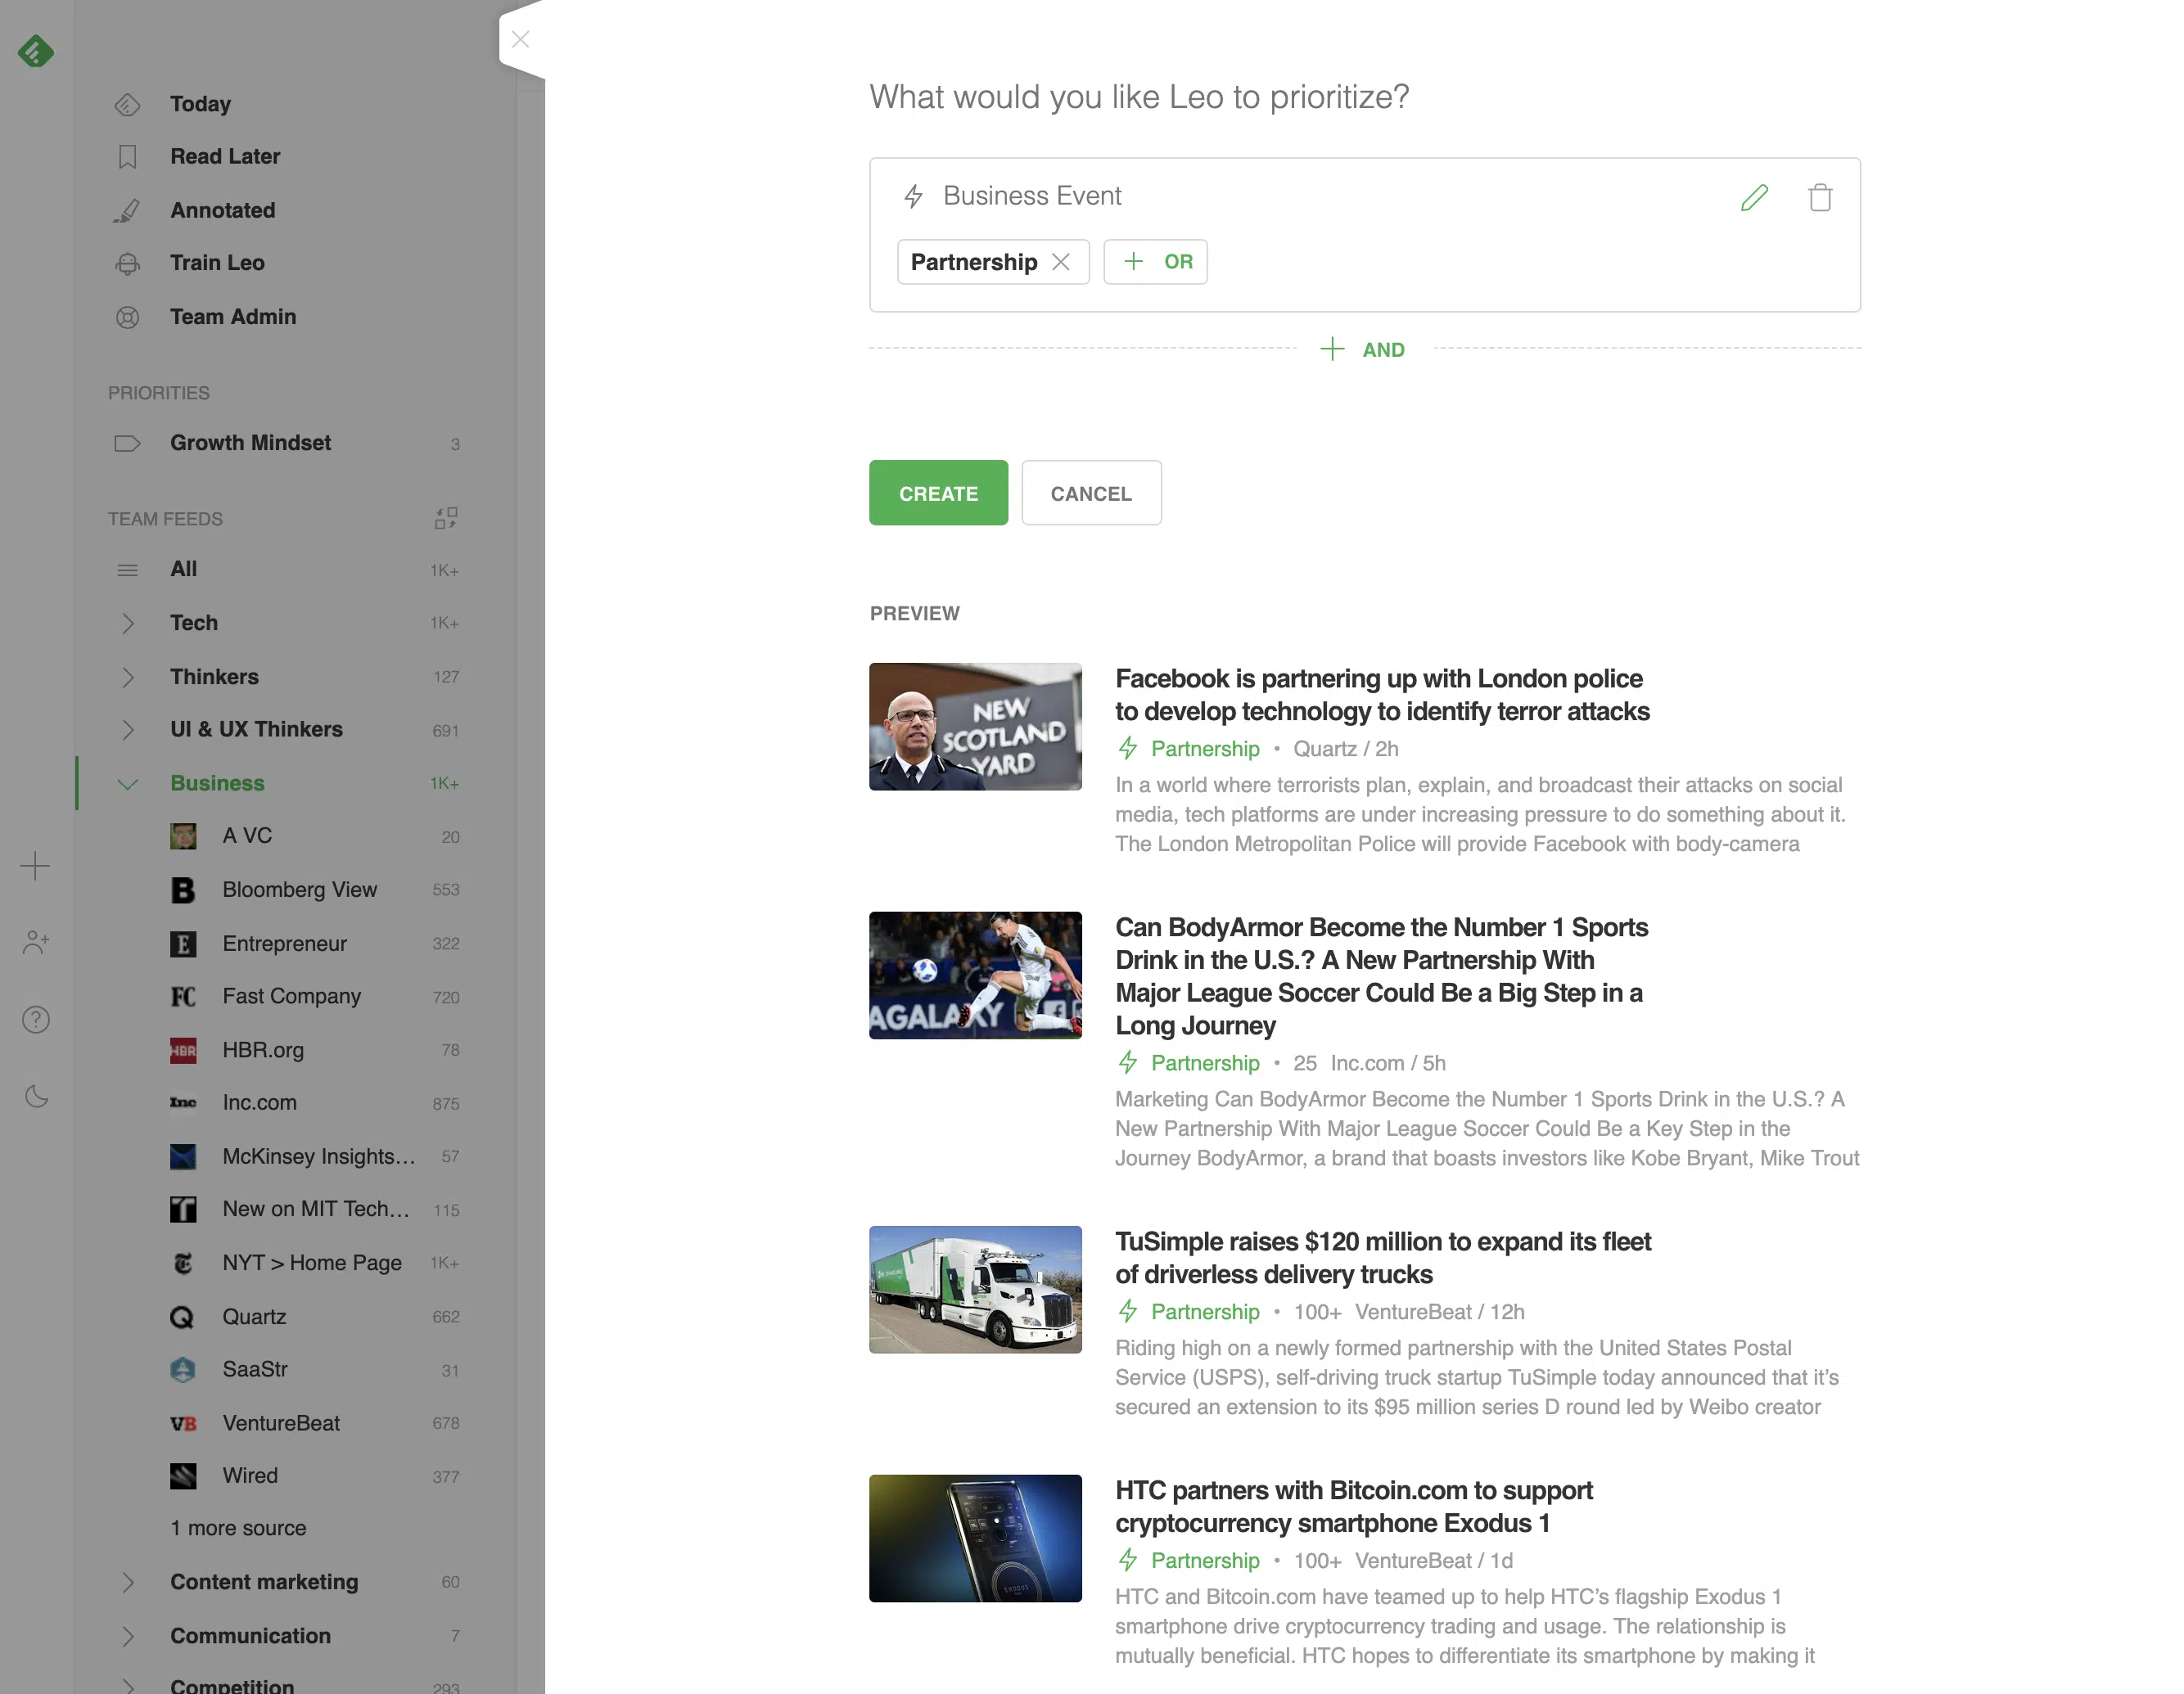 Today
Read Later
Annotated
Train Leo
Team Admin
PRIORITIES
Growth Mindset 3
TEAM FEEDS
All 1K+
Tech 1K+
Thinkers 127
UI & UX Thinkers 691
Business 1K+
A VC 20
Bloomberg View 553
Entrepreneur 322
Fast Company 720
HBR.org 78
Inc.com 875
McKinsey Insights... 57
New on MIT Tech... 115
NYT > Home Page 1K+
Quartz 662
SaaStr 31
VentureBeat 678
Wired 377
1 more source
Content marketing 60
Communication 7
Competition 293
What would you like Leo to prioritize?
Business Event
Partnership
OR
AND
CREATE
CANCEL
PREVIEW
NEW
SCOTLAND
YARD
Facebook is partnering up with London police
to develop technology to identify terror attacks
Partnership • Quartz / 2h
In a world where terrorists plan, explain, and broadcast their attacks on social
media, tech platforms are under increasing pressure to do something about it.
The London Metropolitan Police will provide Facebook with body-camera
AGALAXY
Can BodyArmor Become the Number 1 Sports
Drink in the U.S.? A New Partnership With
Major League Soccer Could Be a Big Step in a
Long Journey
Partnership • 25 Inc.com / 5h
Marketing Can BodyArmor Become the Number 1 Sports Drink in the U.S.? A
New Partnership With Major League Soccer Could Be a Key Step in the
Journey BodyArmor, a brand that boasts investors like Kobe Bryant, Mike Trout
TuSimple raises $120 million to expand its fleet
of driverless delivery trucks
Partnership • 100+ VentureBeat / 12h
Riding high on a newly formed partnership with the United States Postal
Service (USPS), self-driving truck startup TuSimple today announced that it’s
secured an extension to its $95 million series D round led by Weibo creator
EXODUS
HTC partners with Bitcoin.com to support
cryptocurrency smartphone Exodus 1
Partnership • 100+ VentureBeat / 1d
HTC and Bitcoin.com have teamed up to help HTC’s flagship Exodus 1
smartphone drive cryptocurrency trading and usage. The relationship is
mutually beneficial. HTC hopes to differentiate its smartphone by making it